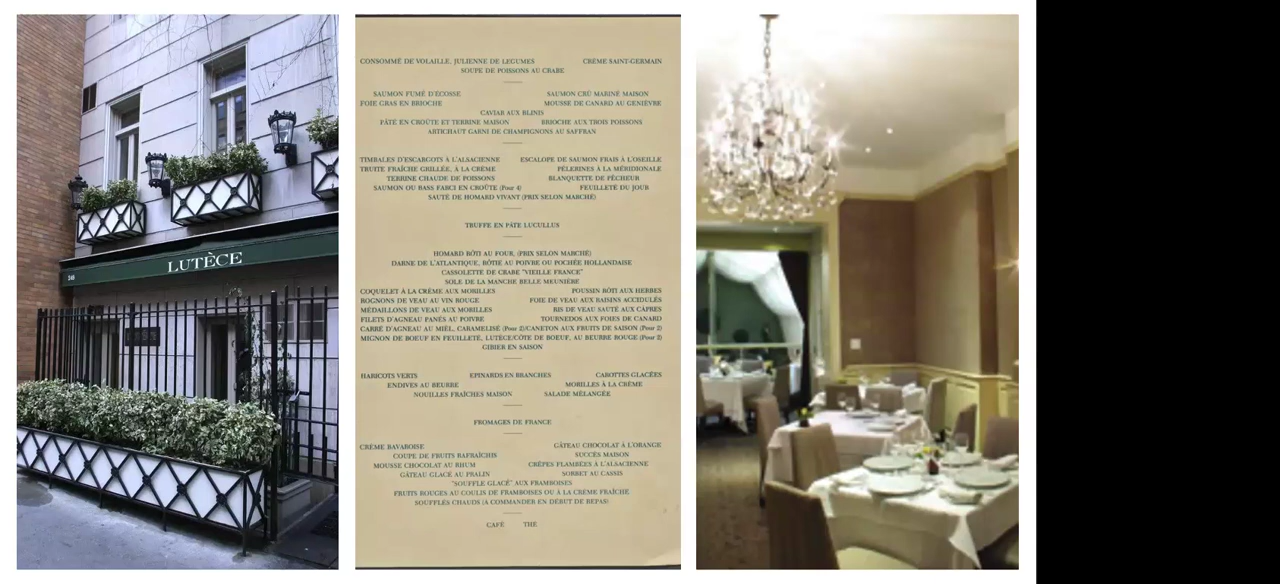 LUTÈCE
249
CONSOMMÉ DE VOLAILLE, JULIENNE DE LEGUMES CRÈME SAINT-GERMAIN
SOUPE DE POISSONS AU CRABE
SAUMON FUMÉ D'ÉCOSSE SAUMON CRÛ MARINÉ MAISON
FOIE GRAS EN BRIOCHE MOUSSE DE CANARD AU GENIÈVRE
CAVIAR AUX BLINIS
PÂTÉ EN CROÛTE ET TERRINE MAISON BRIOCHE AUX TROIS POISSONS
ARTICHAUT GARNI DE CHAMPIGNONS AU SAFFRAN
TIMBALES D'ESCARGOTS À L'ALSACIENNE ESCALOPE DE SAUMON FRAIS À L'OSEILLE
TRUITE FRAÎCHE GRILLÉE, À LA CRÈME PÉLERINES À LA MÉRIDIONALE
TERRINE CHAUDE DE POISSONS BLANQUETTE DE PÊCHEUR
SAUMON OU BASS FARCI EN CROÛTE (Pour 4) FEUILLETÉ DU JOUR
SAUTÉ DE HOMARD VIVANT (PRIX SELON MARCHÉ)
TRUFFE EN PÂTE LUCULLUS
HOMARD RÔTI AU FOUR, (PRIX SELON MARCHÉ)
DARNE DE L'ATLANTIQUE, RÔTIE AU POIVRE OU POCHÉE HOLLANDAISE
CASSOLETTE DE CRABE "VIEILLE FRANCE"
SOLE DE LA MANCHE BELLE MEUNIÈRE
COQUELET À LA CRÈME AUX MORILLES POUSSIN RÔTI AUX HERBES
ROGNONS DE VEAU AU VIN ROUGE FOIE DE VEAU AUX RAISINS ACCIDULÉS
MÉDAILLONS DE VEAU AUX MORILLES RIS DE VEAU SAUTÉ AUX CAPRES
FILETS D'AGNEAU PANÉS AU POIVRE TOURNEDOS AUX FOIES DE CANARD
CARRÉ D'AGNEAU AU MIEL, CARAMELISÉ (Pour 2)/CANETON AUX FRUITS DE SAISON (Pour 2)
MIGNON DE BOEUF EN FEUILLETÉ, LUTÈCE/CÔTE DE BOEUF, AU BEURRE ROUGE (Pour 2)
GIBIER EN SAISON
HARICOTS VERTS EPINARDS EN BRANCHES CAROTTES GLACÉES
ENDIVES AU BEURRE MORILLES À LA CRÈME
NOUILLES FRAÎCHES MAISON SALADE MÉLANGÉE
FROMAGES DE FRANCE
CRÈME BAVAROISE GÂTEAU CHOCOLAT À L'ORANGE
COUPE DE FRUITS RAFRAÎCHIS SUCCÈS MAISON
MOUSSE CHOCOLAT AU RHUM CRÊPES FLAMBÉES À L'ALSACIENNE
GÂTEAU GLACÉ AU PRALIN SORBET AU CASSIS
"SOUFFLÉ GLACÉ" AUX FRAMBOISES
FRUITS ROUGES AU COULIS DE FRAMBOISES OU À LA CRÈME FRAÎCHE
SOUFFLÉS CHAUDS (A COMMANDER EN DÉBUT DE REPAS)
CAFÉ THÉ